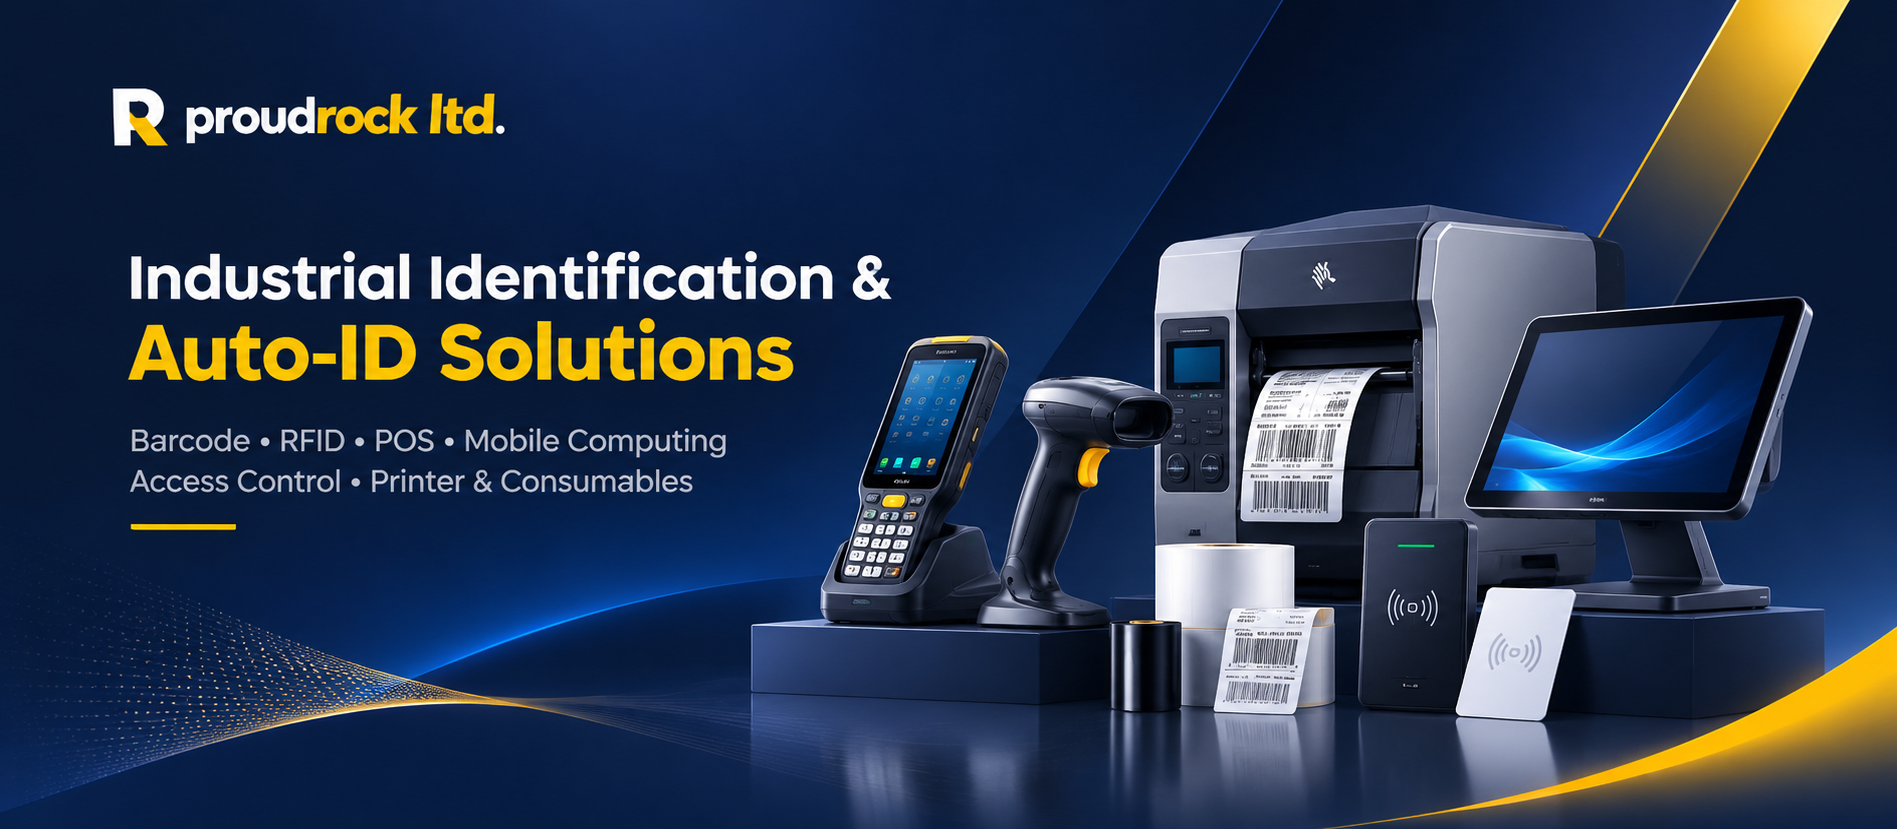 proudrock ltd.
Industrial Identification &
Auto-ID Solutions
Barcode • RFID • POS • Mobile Computing
Access Control • Printer & Consumables